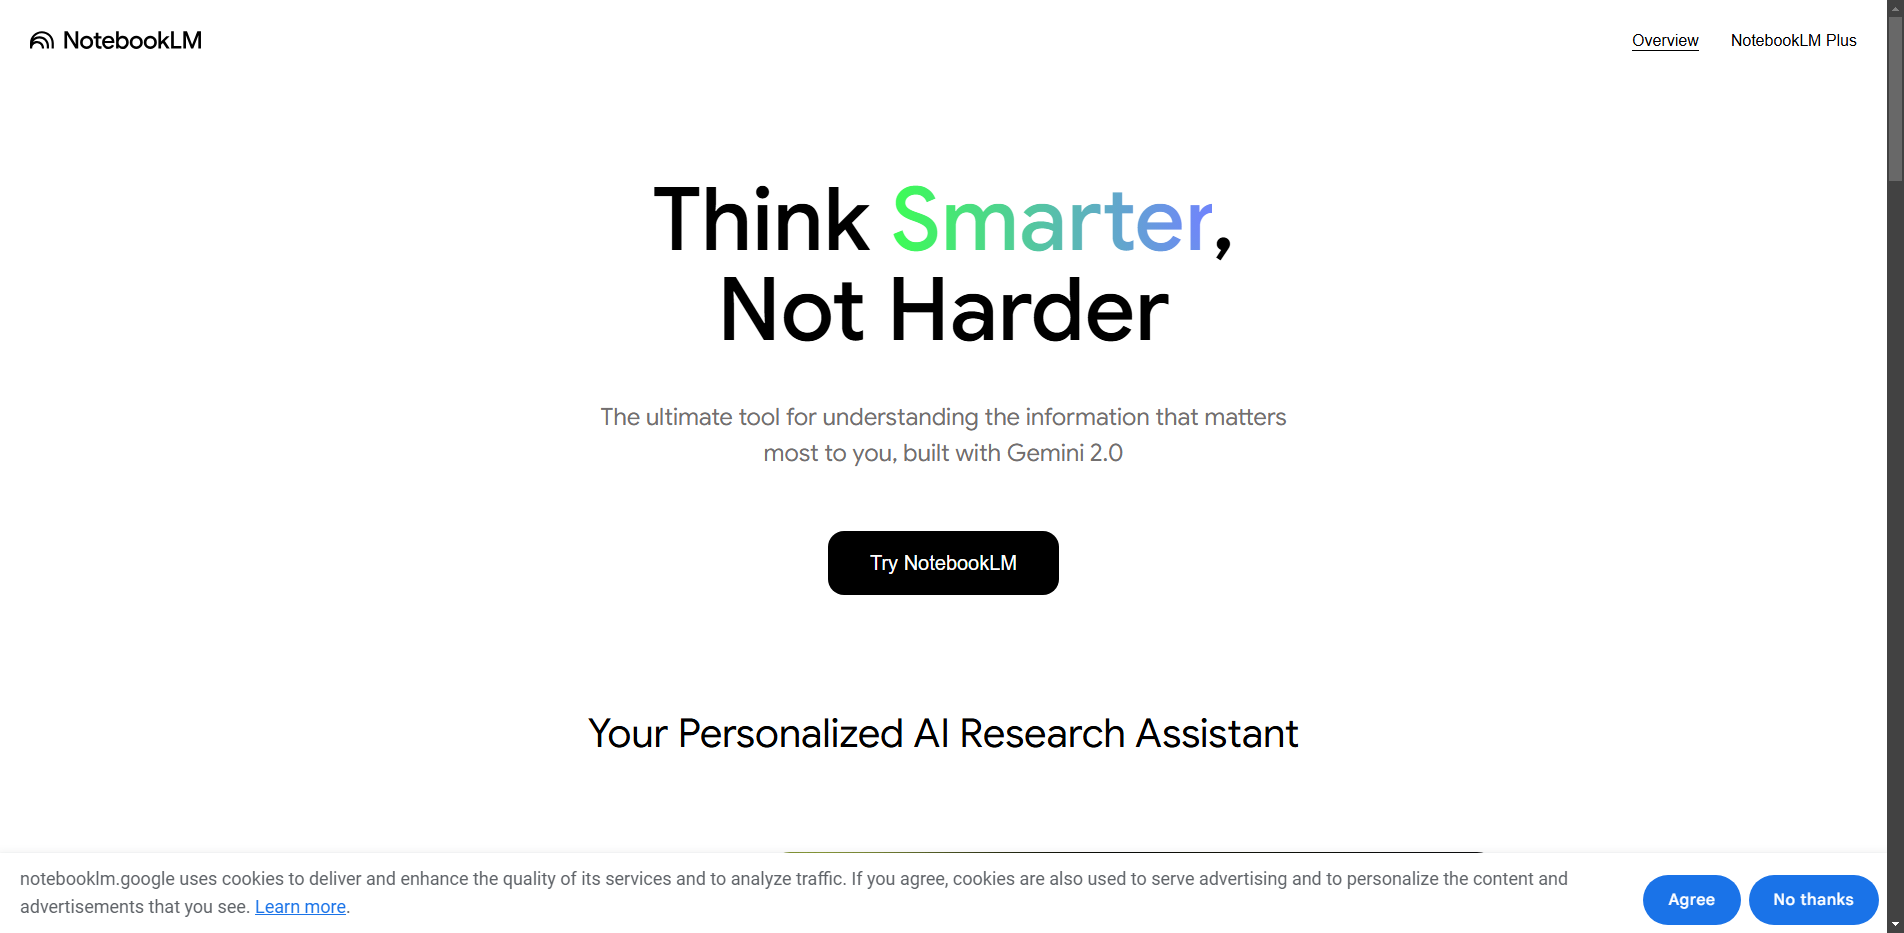 NotebookLM
Overview
NotebookLM Plus
Think Smarter,
Not Harder
The ultimate tool for understanding the information that matters
most to you, built with Gemini 2.0
Try NotebookLM
Your Personalized AI Research Assistant
notebooklm.google uses cookies to deliver and enhance the quality of its services and to analyze traffic. If you agree, cookies are also used to serve advertising and to personalize the content and
advertisements that you see. Learn more.
Agree
No thanks